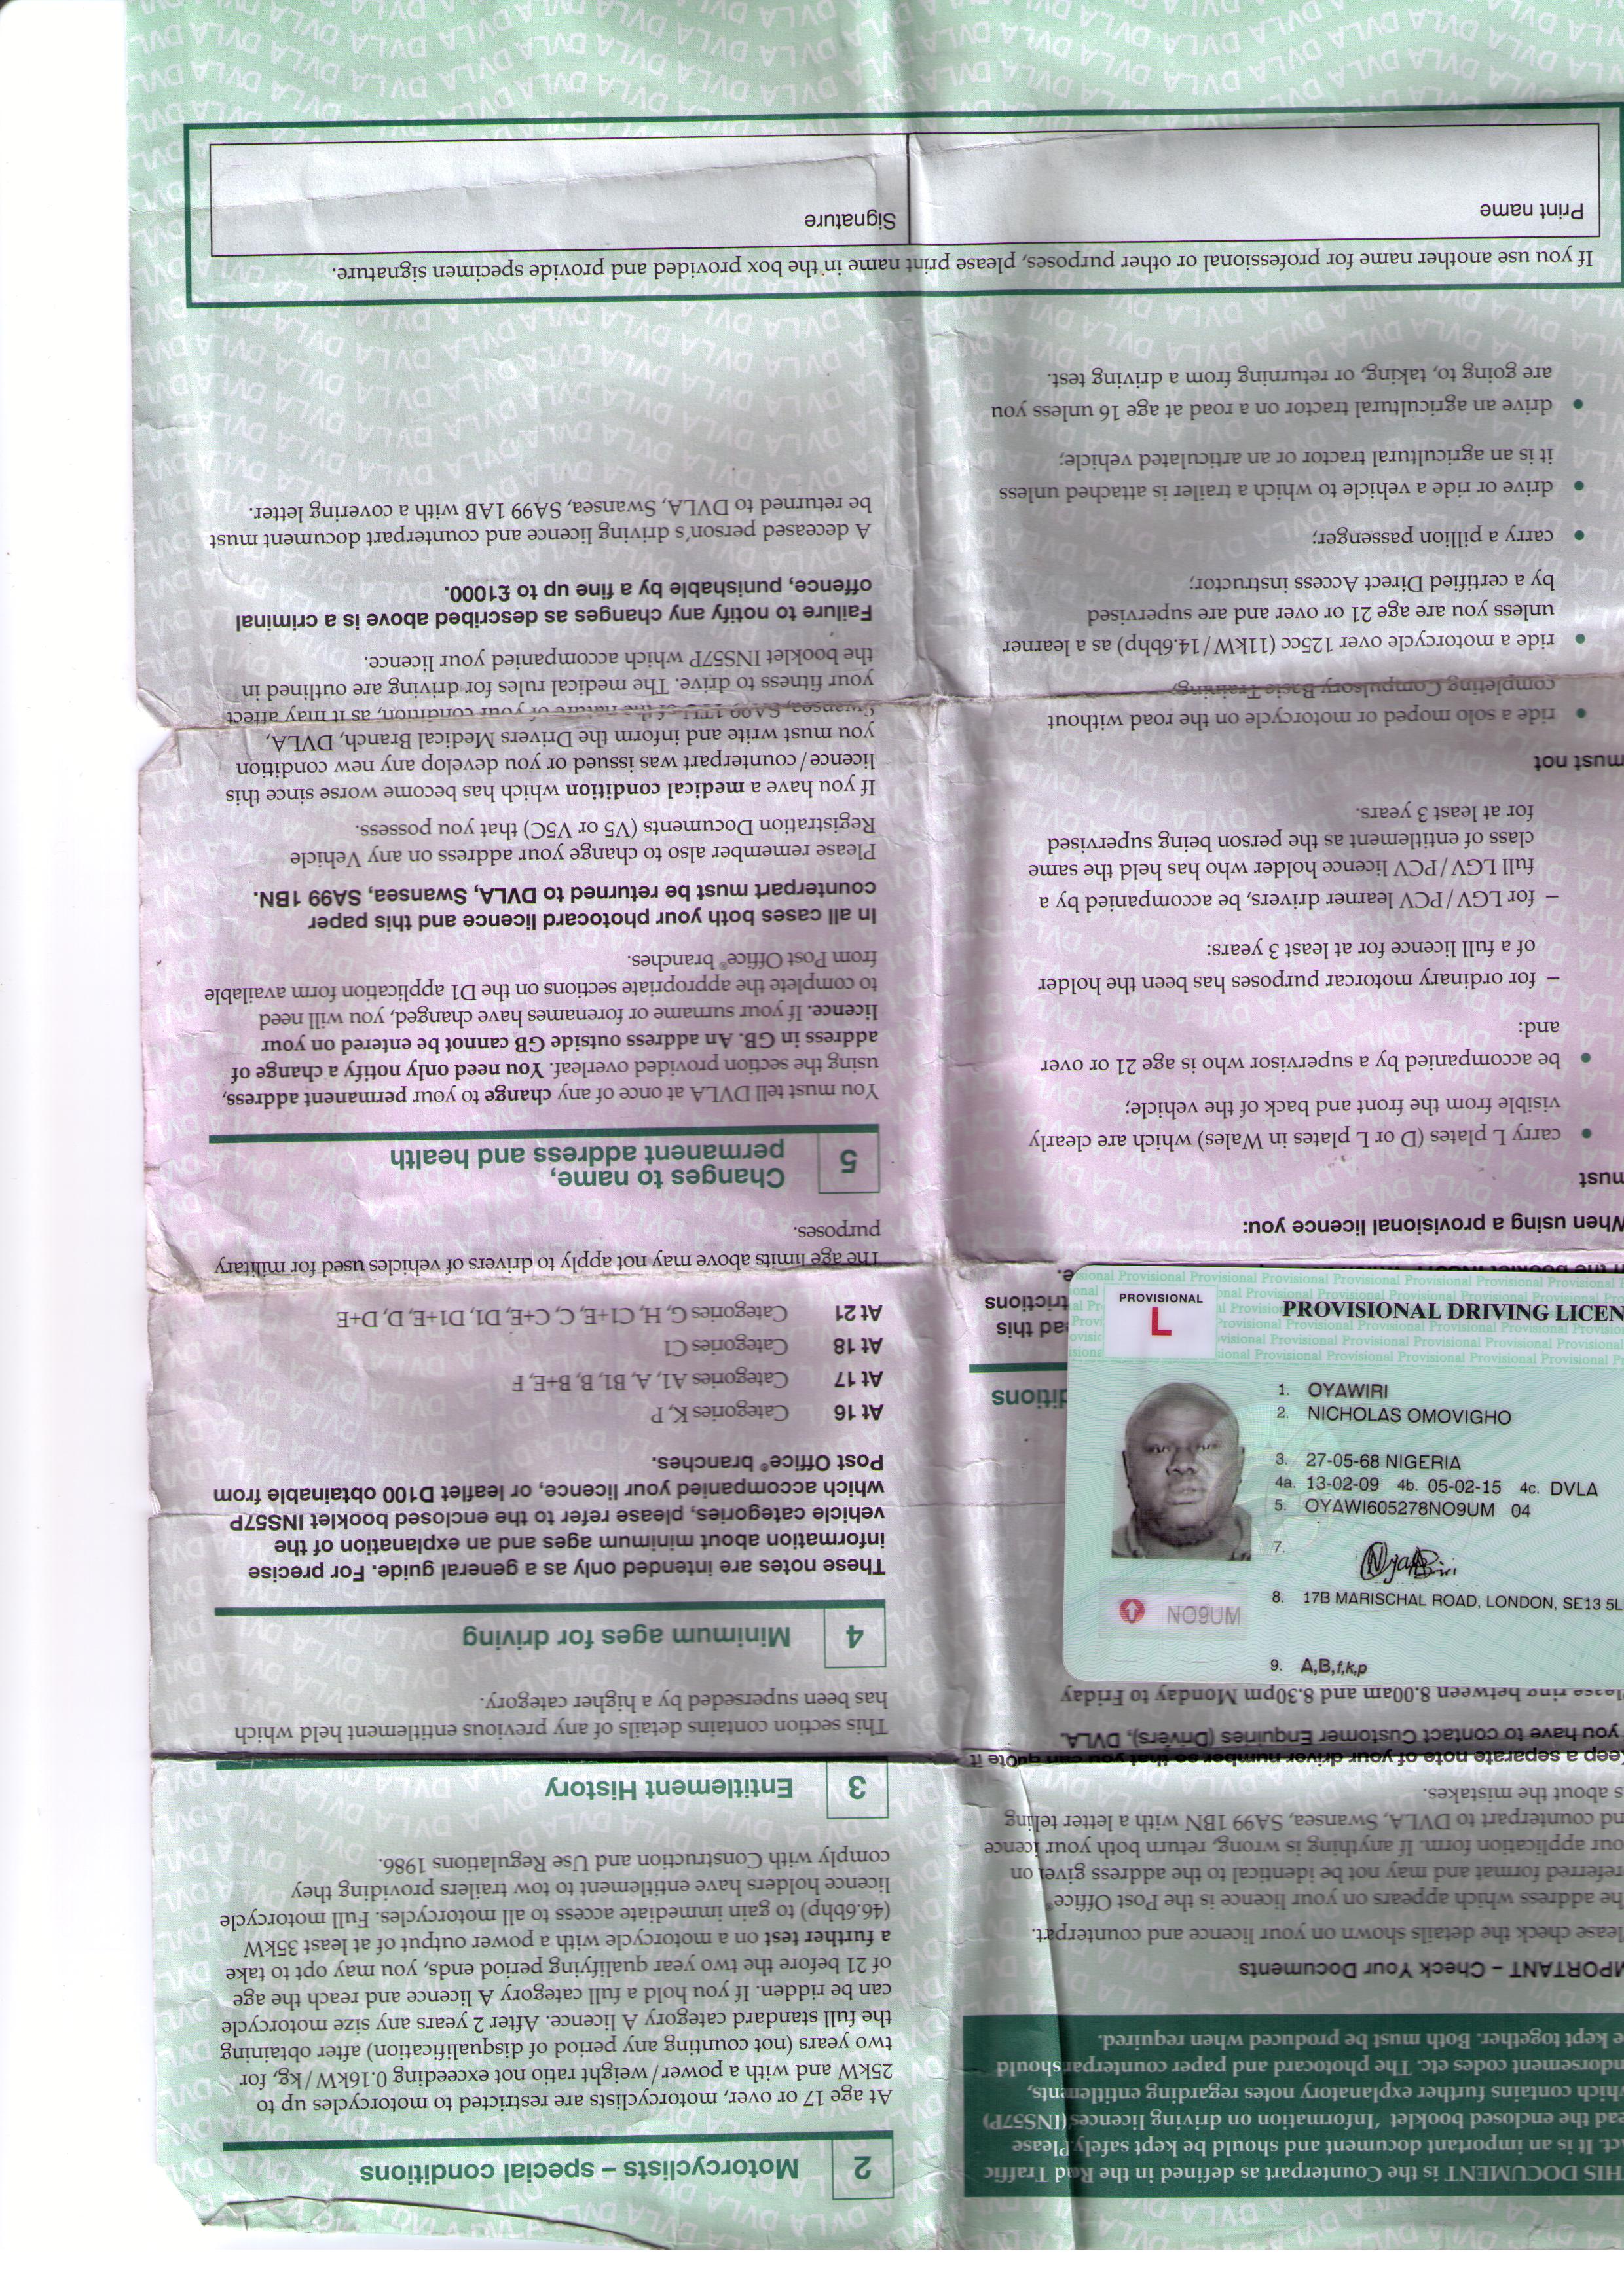 HIS DOCUMENT is the Counterpart as defined in the Road Traffic
ct. It is an important document and should be kept safely. Please
ead the enclosed booklet 'Information on driving licences' (INS57P)
hich contains further explanatory notes regarding entitlements,
ndorsement codes etc. The photocard and paper counterpart should
e kept together. Both must be produced when required.
MPORTANT – Check Your Documents
lease check the details shown on your licence and counterpart.
he address which appears on your licence is the Post Office®
referred format and may not be identical to the address given on
our application form. If anything is wrong, return both your licence
nd counterpart to DVLA, Swansea, SA99 1BN with a letter telling
s about the mistakes.
eep a separate note of your driver number so that you can quote it
you have to contact Customer Enquiries (Drivers), DVLA.
lease ring between 8.00am and 8.30pm Monday to Friday
ditions
ead this
trictions
e.
When using a provisional licence you:
must
• carry L plates (D or L plates in Wales) which are clearly
visible from the front and back of the vehicle;
• be accompanied by a supervisor who is age 21 or over
and:
– for ordinary motorcar purposes has been the holder
of a full licence for at least 3 years:
– for LGV/PCV learner drivers, be accompanied by a
full LGV/PCV licence holder who has held the same
class of entitlement as the person being supervised
for at least 3 years.
must not
• ride a solo moped or motorcycle on the road without
completing Compulsory Basic Training;
• ride a motorcycle over 125cc (11kW/14.6bhp) as a learner
unless you are age 21 or over and are supervised
by a certified Direct Access instructor;
• carry a pillion passenger;
• drive or ride a vehicle to which a trailer is attached unless
it is an agricultural tractor or an articulated vehicle;
• drive an agricultural tractor on a road at age 16 unless you
are going to, taking, or returning from a driving test.
2 Motorcyclists – special conditions
At age 17 or over, motorcyclists are restricted to motorcycles up to
25kW and with a power/weight ratio not exceeding 0.16kW/kg, for
two years (not counting any period of disqualification) after obtaining
the full standard category A licence. After 2 years any size motorcycle
can be ridden. If you hold a full category A licence and reach the age
of 21 before the two year qualifying period ends, you may opt to take
a further test on a motorcycle with a power output of at least 35kW
(46.6bhp) to gain immediate access to all motorcycles. Full motorcycle
licence holders have entitlement to tow trailers providing they
comply with Construction and Use Regulations 1986.
3 Entitlement History
This section contains details of any previous entitlement held which
has been superseded by a higher category.
4 Minimum ages for driving
These notes are intended only as a general guide. For precise
information about minimum ages and an explanation of the
vehicle categories, please refer to the enclosed booklet INS57P
which accompanied your licence, or leaflet D100 obtainable from
Post Office® branches.
At 16 Categories K, P
At 17 Categories A1, A, B1, B, B+E, F
At 18 Categories C1
At 21 Categories G, H, C1+E, C, C+E, D1, D1+E, D, D+E
The age limits above may not apply to drivers of vehicles used for military
purposes.
5 Changes to name,
permanent address and health
You must tell DVLA at once of any change to your permanent address,
using the section provided overleaf. You need only notify a change of
address in GB. An address outside GB cannot be entered on your
licence. If your surname or forenames have changed, you will need
to complete the appropriate sections on the D1 application form available
from Post Office® branches.
In all cases both your photocard licence and this paper
counterpart must be returned to DVLA, Swansea, SA99 1BN.
Please remember also to change your address on any Vehicle
Registration Documents (V5 or V5C) that you possess.
If you have a medical condition which has become worse since this
licence/counterpart was issued or you develop any new condition
you must write and inform the Drivers Medical Branch, DVLA,
Swansea, SA99 1TU of the nature of your condition, as it may affect
your fitness to drive. The medical rules for driving are outlined in
the booklet INS57P which accompanied your licence.
Failure to notify any changes as described above is a criminal
offence, punishable by a fine up to £1000.
A deceased person's driving licence and counterpart document must
be returned to DVLA, Swansea, SA99 1AB with a covering letter.
If you use another name for professional or other purposes, please print name in the box provided and provide specimen signature.
Print name
Signature
PROVISIONAL
L
PROVISIONAL DRIVING LICEN
1. OYAWIRI
2. NICHOLAS OMOVIGHO
3. 27-05-68 NIGERIA
4a. 13-02-09 4b. 05-02-15 4c. DVLA
5. OYAWI605278NO9UM 04
7.
8. 17B MARISCHAL ROAD, LONDON, SE13 5L
NO9UM
9. A,B,f,k,p